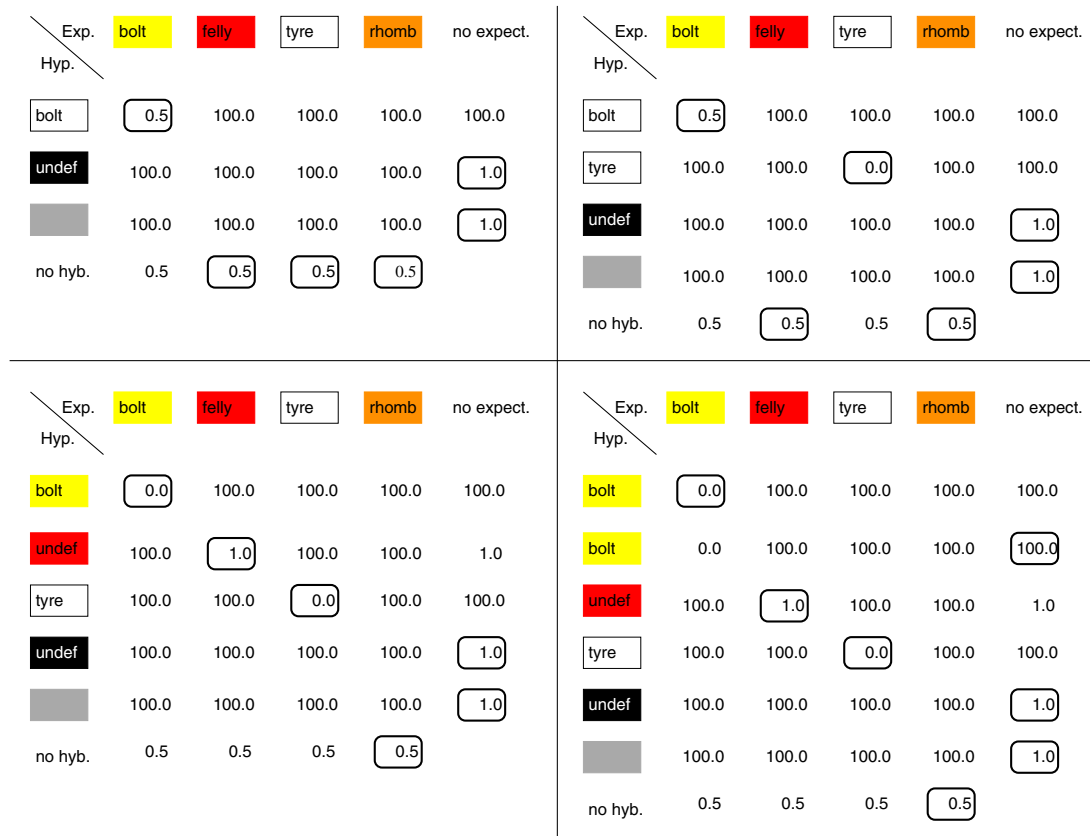 Exp. bolt felly tyre rhomb no expect.
Hyp.
bolt 0.5 100.0 100.0 100.0 100.0
undef 100.0 100.0 100.0 100.0 1.0
100.0 100.0 100.0 100.0 1.0
no hyb. 0.5 0.5 0.5 0.5
Exp. bolt felly tyre rhomb no expect.
Hyp.
bolt 0.5 100.0 100.0 100.0 100.0
tyre 100.0 100.0 0.0 100.0 100.0
undef 100.0 100.0 100.0 100.0 1.0
100.0 100.0 100.0 100.0 1.0
no hyb. 0.5 0.5 0.5 0.5
Exp. bolt felly tyre rhomb no expect.
Hyp.
bolt 0.0 100.0 100.0 100.0 100.0
undef 100.0 1.0 100.0 100.0 1.0
tyre 100.0 100.0 0.0 100.0 100.0
undef 100.0 100.0 100.0 100.0 1.0
100.0 100.0 100.0 100.0 1.0
no hyb. 0.5 0.5 0.5 0.5
Exp. bolt felly tyre rhomb no expect.
Hyp.
bolt 0.0 100.0 100.0 100.0 100.0
bolt 0.0 100.0 100.0 100.0 100.0
undef 100.0 1.0 100.0 100.0 1.0
tyre 100.0 100.0 0.0 100.0 100.0
undef 100.0 100.0 100.0 100.0 1.0
100.0 100.0 100.0 100.0 1.0
no hyb. 0.5 0.5 0.5 0.5